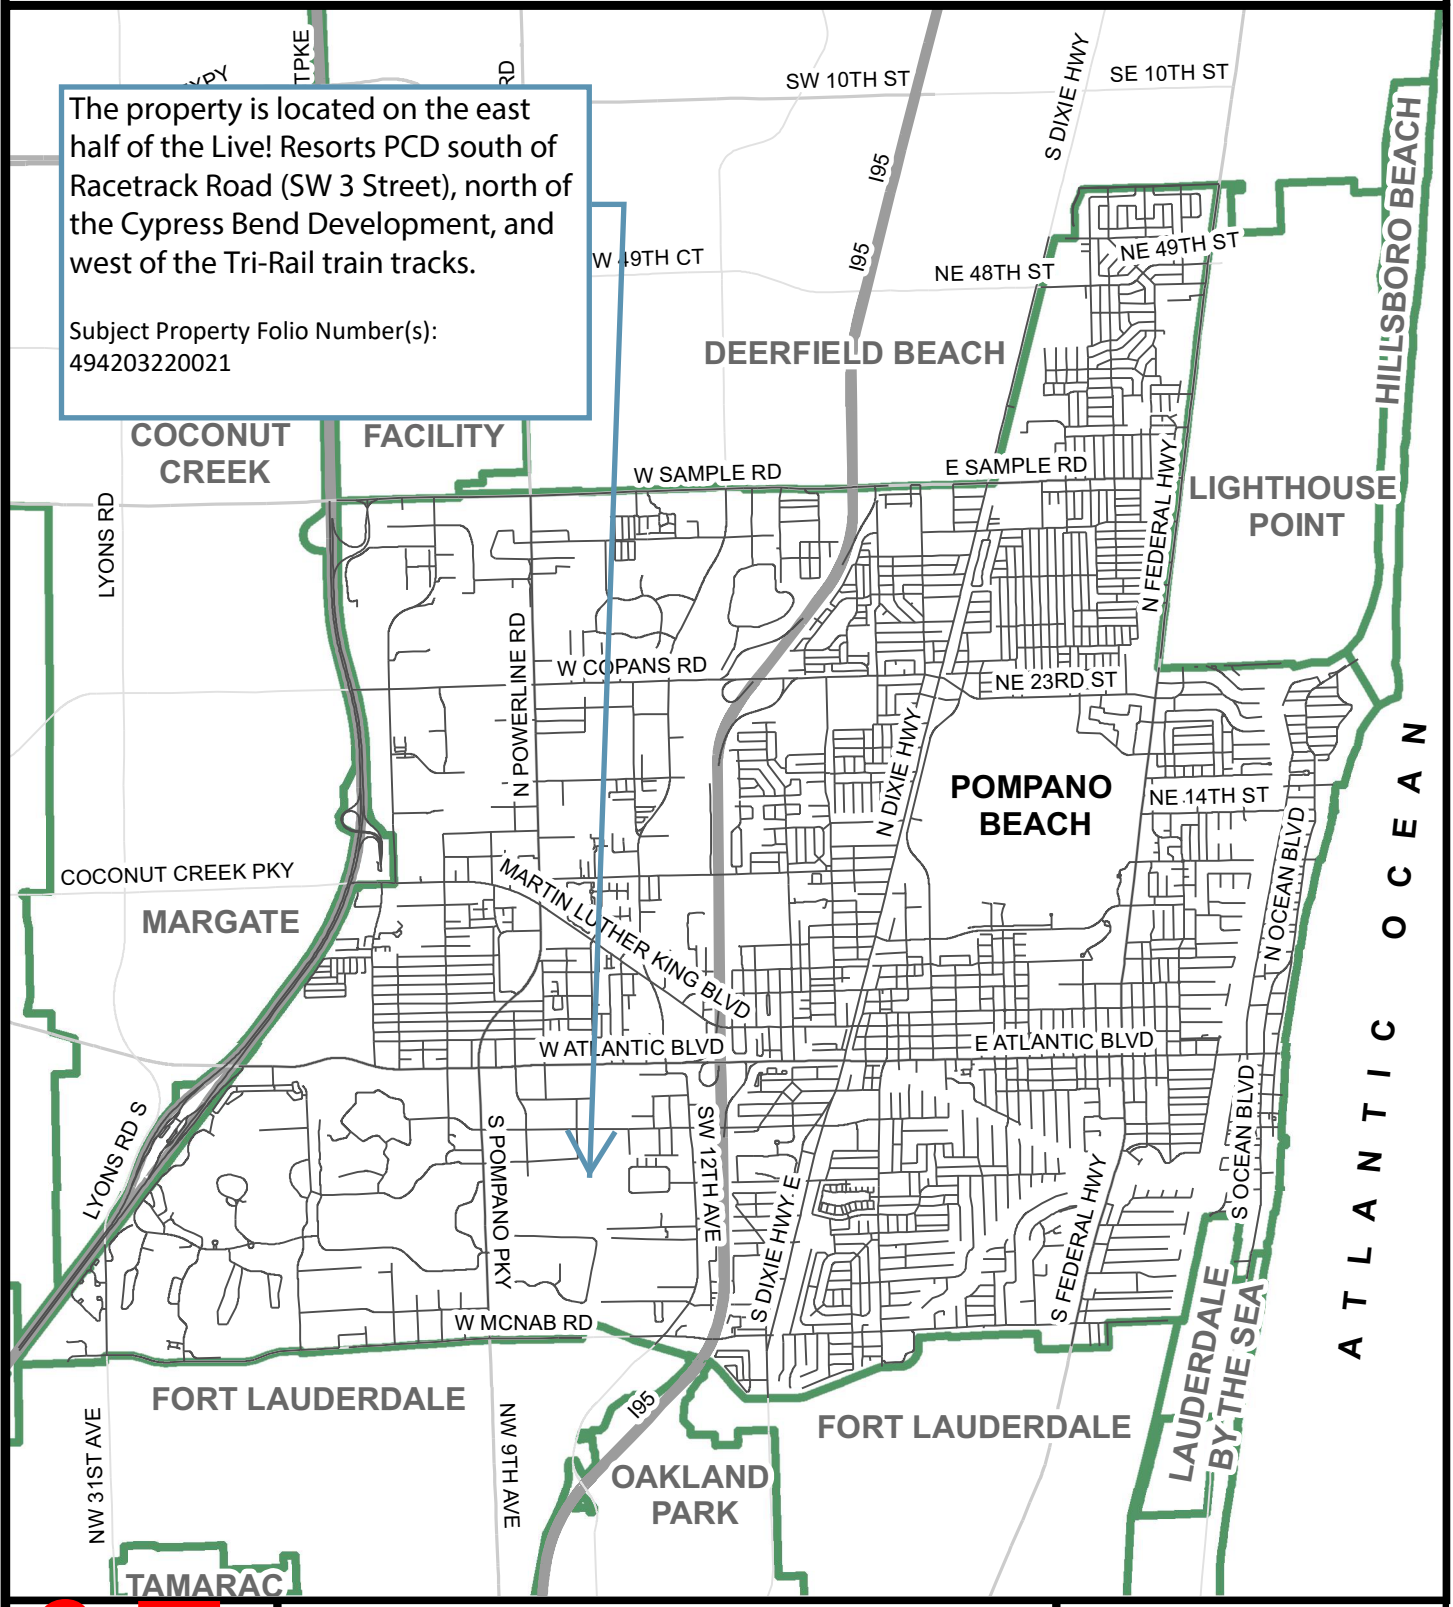 TPKE
RD
SW 10TH ST
S DIXIE HWY
SE 10TH ST
The property is located on the east
half of the Live! Resorts PCD south of
Racetrack Road (SW 3 Street), north of
the Cypress Bend Development, and
west of the Tri-Rail train tracks.
Subject Property Folio Number(s):
494203220021
I95
I95
W 49TH CT
NE 48TH ST
NE 49TH ST
HILLSBORO BEACH
DEERFIELD BEACH
COCONUT
CREEK
FACILITY
W SAMPLE RD
E SAMPLE RD
LYONS RD
N FEDERAL HWY
LIGHTHOUSE
POINT
N POWERLINE RD
W COPANS RD
NE 23RD ST
N DIXIE HWY
POMPANO
BEACH
NE 14TH ST
N OCEAN BLVD
ATLANTIC OCEAN
COCONUT CREEK PKY
MARGATE
MARTIN LUTHER KING BLVD
W ATLANTIC BLVD
E ATLANTIC BLVD
LYONS RD S
S POMPANO PKY
SW 12TH AVE
S DIXIE HWY E
S FEDERAL HWY
S OCEAN BLVD
W MCNAB RD
LAUDERDALE
BY THE SEA
FORT LAUDERDALE
FORT LAUDERDALE
I95
NW 31ST AVE
NW 9TH AVE
OAKLAND
PARK
TAMARAC